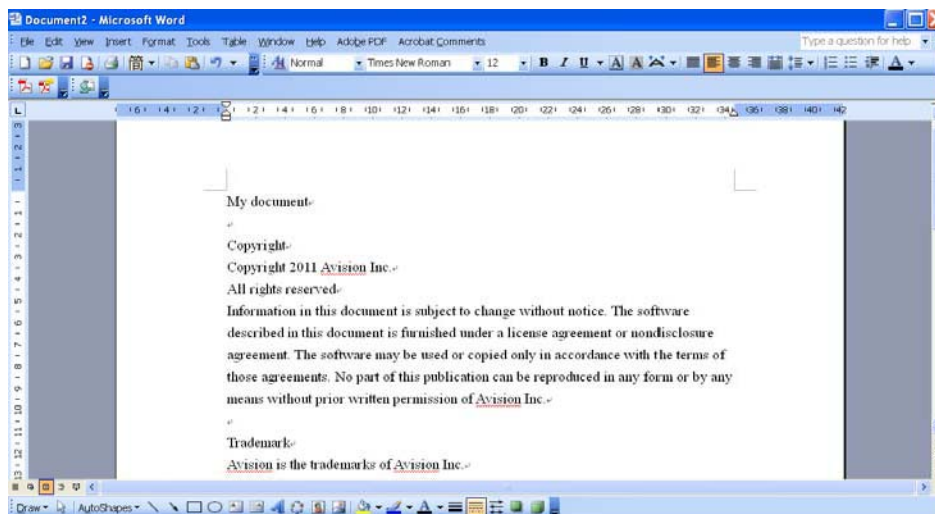 Document2 - Microsoft Word
File Edit View Insert Format Tools Table Window Help Adobe PDF Acrobat Comments Type a question for help
Normal Times New Roman 12 B I U A A A
My document
Copyright
Copyright 2011 Avision Inc.
All rights reserved
Information in this document is subject to change without notice. The software
described in this document is furnished under a license agreement or nondisclosure
agreement. The software may be used or copied only in accordance with the terms of
those agreements. No part of this publication can be reproduced in any form or by any
means without prior written permission of Avision Inc.
Trademark
Avision is the trademarks of Avision Inc.
Draw AutoShapes A